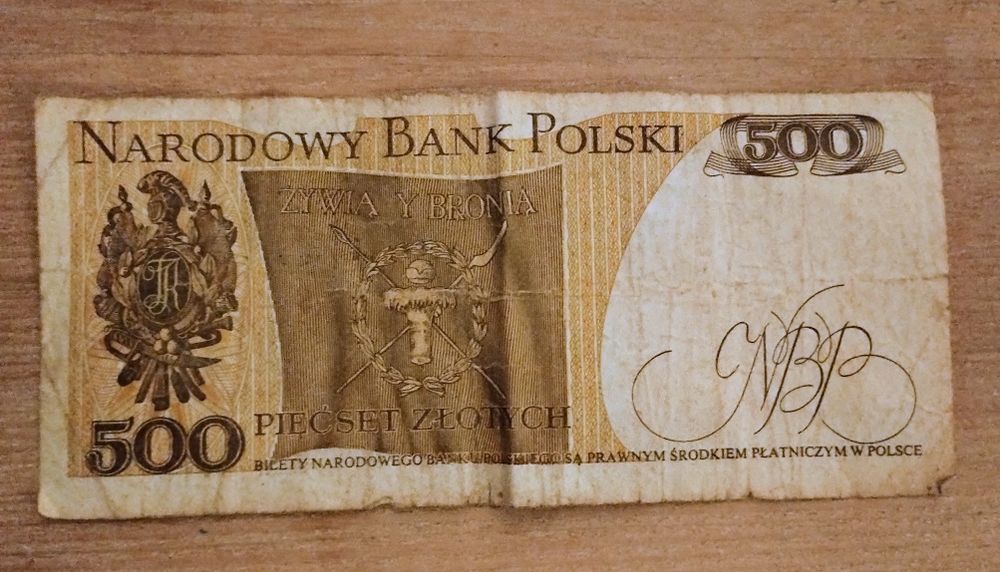 NARODOWY BANK POLSKI
500
ŻYWIĄ Y BRONIĄ
TK
NBP
500
PIĘĆSET ZŁOTYCH
BILETY NARODOWEGO BANKU POLSKIEGO SĄ PRAWNYM ŚRODKIEM PŁATNICZYM W POLSCE